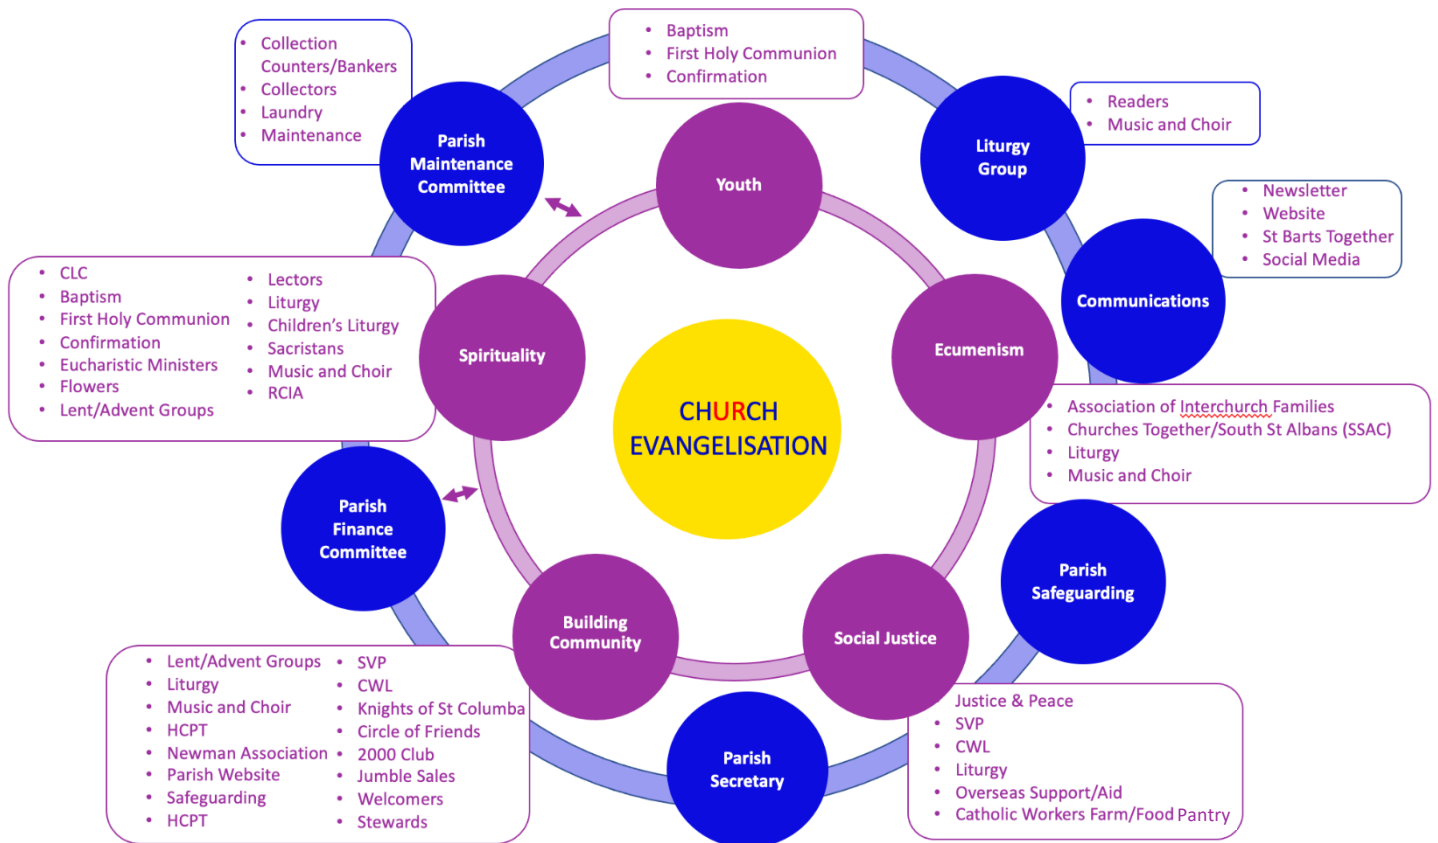 Collection
Counters/Bankers
Collectors
Laundry
Maintenance
Parish
Maintenance
Committee
Baptism
First Holy Communion
Confirmation
Youth
Liturgy
Group
Readers
Music and Choir
Newsletter
Website
St Barts Together
Social Media
Communications
CLC
Baptism
First Holy Communion
Confirmation
Eucharistic Ministers
Flowers
Lent/Advent Groups
Lectors
Liturgy
Children’s Liturgy
Sacristans
Music and Choir
RCIA
Spirituality
CHURCH
EVANGELISATION
Ecumenism
Association of Interchurch Families
Churches Together/South St Albans (SSAC)
Liturgy
Music and Choir
Parish
Finance
Committee
Parish
Safeguarding
Building
Community
Social Justice
Lent/Advent Groups
Liturgy
Music and Choir
HCPT
Newman Association
Parish Website
Safeguarding
HCPT
SVP
CWL
Knights of St Columba
Circle of Friends
2000 Club
Jumble Sales
Welcomers
Stewards
Parish
Secretary
Justice & Peace
SVP
CWL
Liturgy
Overseas Support/Aid
Catholic Workers Farm/Food Pantry